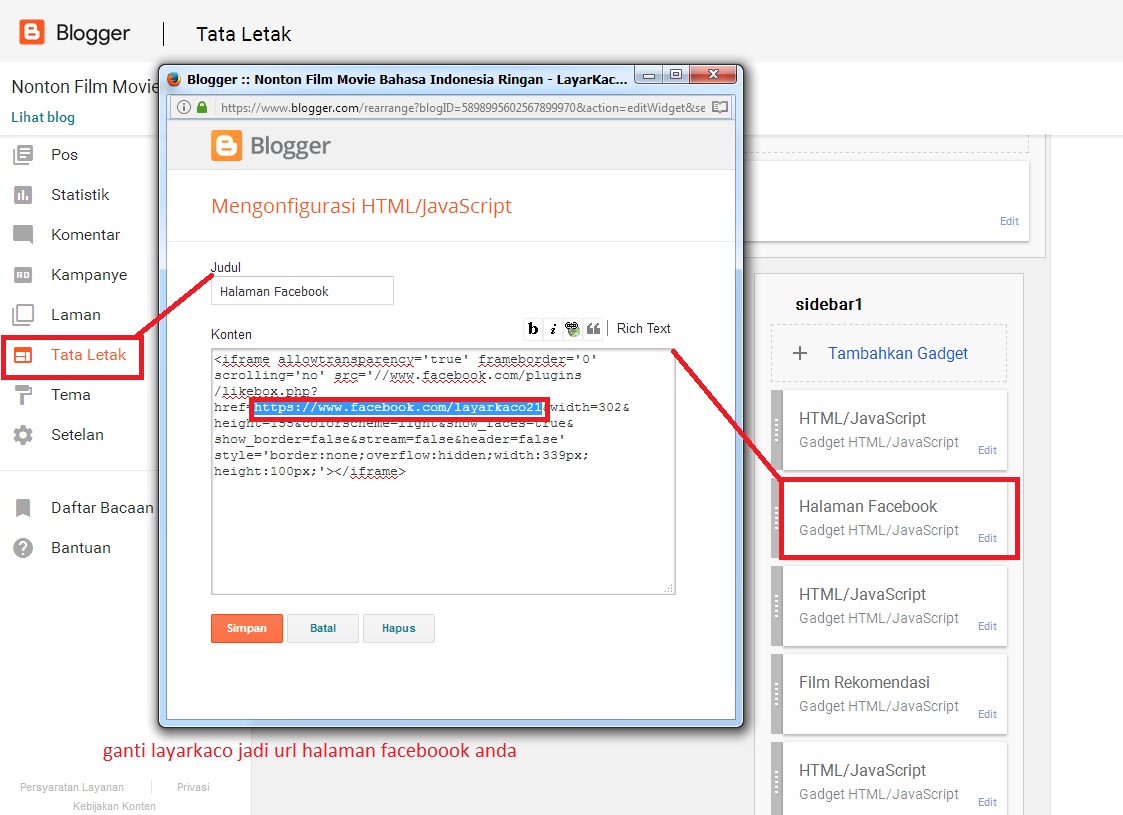 Blogger
Tata Letak
Nonton Film Movie
Lihat blog
Pos
Statistik
Komentar
Kampanye
Laman
Tata Letak
Tema
Setelan
Daftar Bacaan
Bantuan
Persyaratan Layanan
Privasi
Kebijakan Konten
Blogger :: Nonton Film Movie Bahasa Indonesia Ringan - LayarKac...
https://www.blogger.com/rearrange?blogID=5898995602567899970&action=editWidget&se
Blogger
Mengonfigurasi HTML/JavaScript
Judul
Halaman Facebook
Konten
b i Rich Text
<iframe allowtransparency='true' frameborder='0'
scrolling='no' src='//www.facebook.com/plugins
/likebox.php?
href=https://www.facebook.com/layarkaco21&width=302&
height=155&colorscheme=light&show_faces=true&
show_border=false&stream=false&header=false'
style='border:none;overflow:hidden;width:339px;
height:100px;'></iframe>
Simpan
Batal
Hapus
ganti layarkaco jadi url halaman faceboook anda
Edit
sidebar1
+ Tambahkan Gadget
HTML/JavaScript
Gadget HTML/JavaScript
Edit
Halaman Facebook
Gadget HTML/JavaScript
Edit
HTML/JavaScript
Gadget HTML/JavaScript
Edit
Film Rekomendasi
Gadget HTML/JavaScript
Edit
HTML/JavaScript
Gadget HTML/JavaScript
Edit